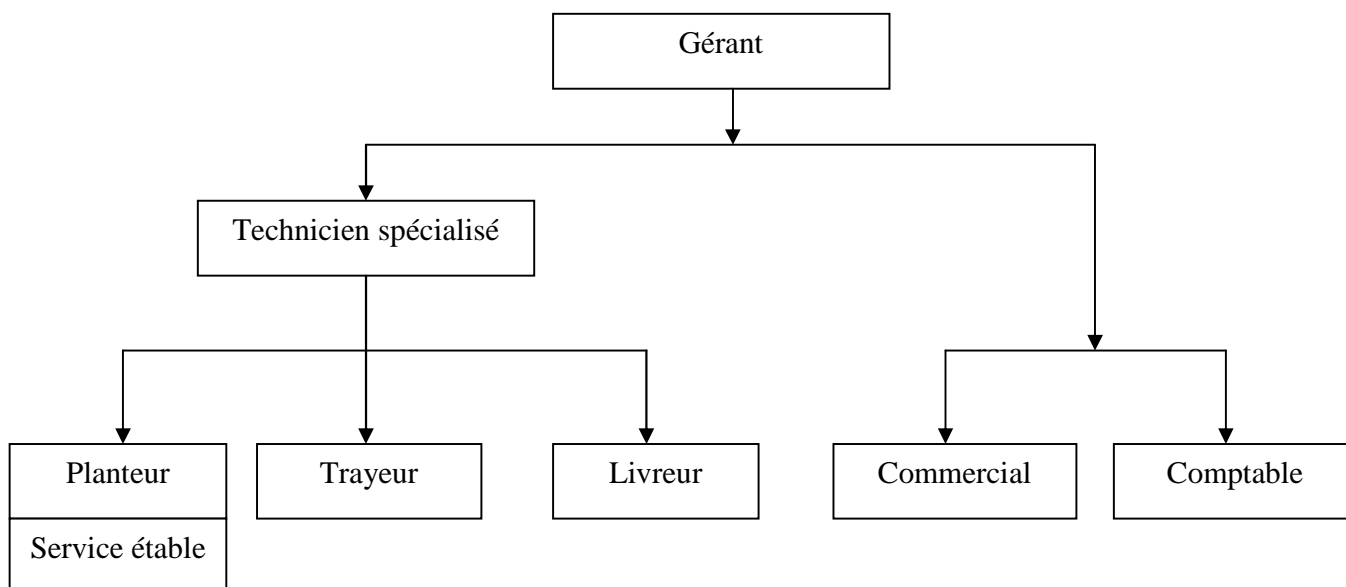 Gérant
Technicien spécialisé
Planteur
Trayeur
Livreur
Commercial
Comptable
Service étable